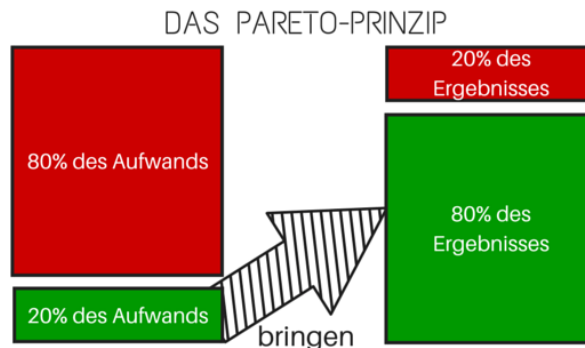 DAS PARETO-PRINZIP
80% des Aufwands
20% des Aufwands
bringen
20% des
Ergebnisses
80% des
Ergebnisses